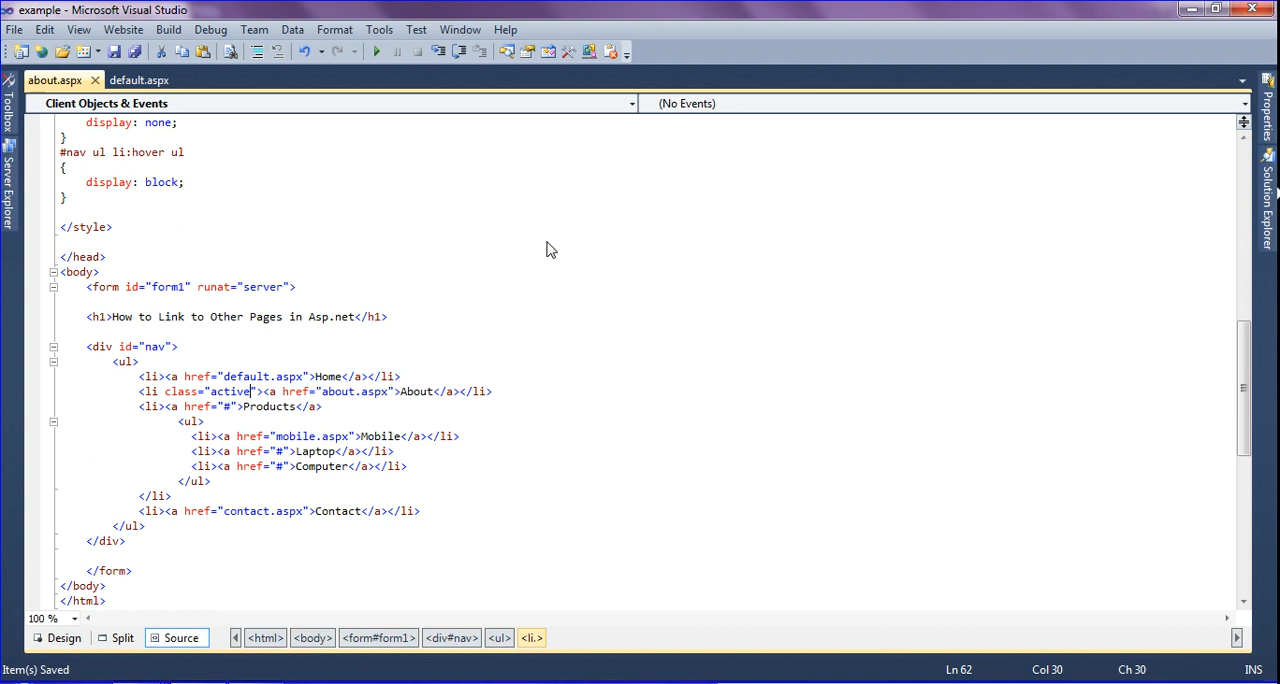 example - Microsoft Visual Studio
File Edit View Website Build Debug Team Data Format Tools Test Window Help
about.aspx default.aspx
Client Objects & Events (No Events)
Toolbox
Server Explorer
Properties
Solution Explorer
display: none;
}
#nav ul li:hover ul
{
display: block;
}
</style>
</head>
<body>
<form id="form1" runat="server">
<h1>How to Link to Other Pages in Asp.net</h1>
<div id="nav">
<ul>
<li><a href="default.aspx">Home</a></li>
<li class="active"><a href="about.aspx">About</a></li>
<li><a href="#">Products</a>
<ul>
<li><a href="mobile.aspx">Mobile</a></li>
<li><a href="#">Laptop</a></li>
<li><a href="#">Computer</a></li>
</ul>
</li>
<li><a href="contact.aspx">Contact</a></li>
</ul>
</div>
</form>
</body>
</html>
100 %
Design Split Source <html> <body> <form#form1> <div#nav> <ul> <li.>
Item(s) Saved Ln 62 Col 30 Ch 30 INS